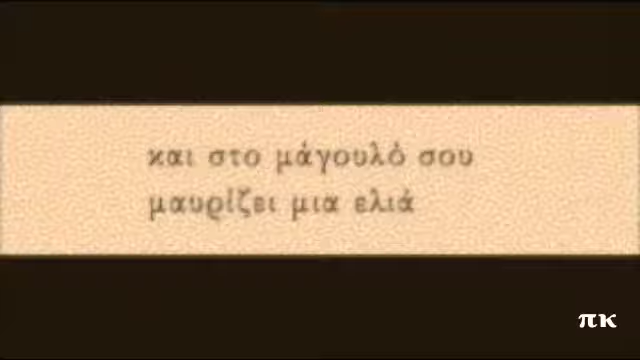 και στο μάγουλό σου
μαυρίζει μια ελιά
πκ